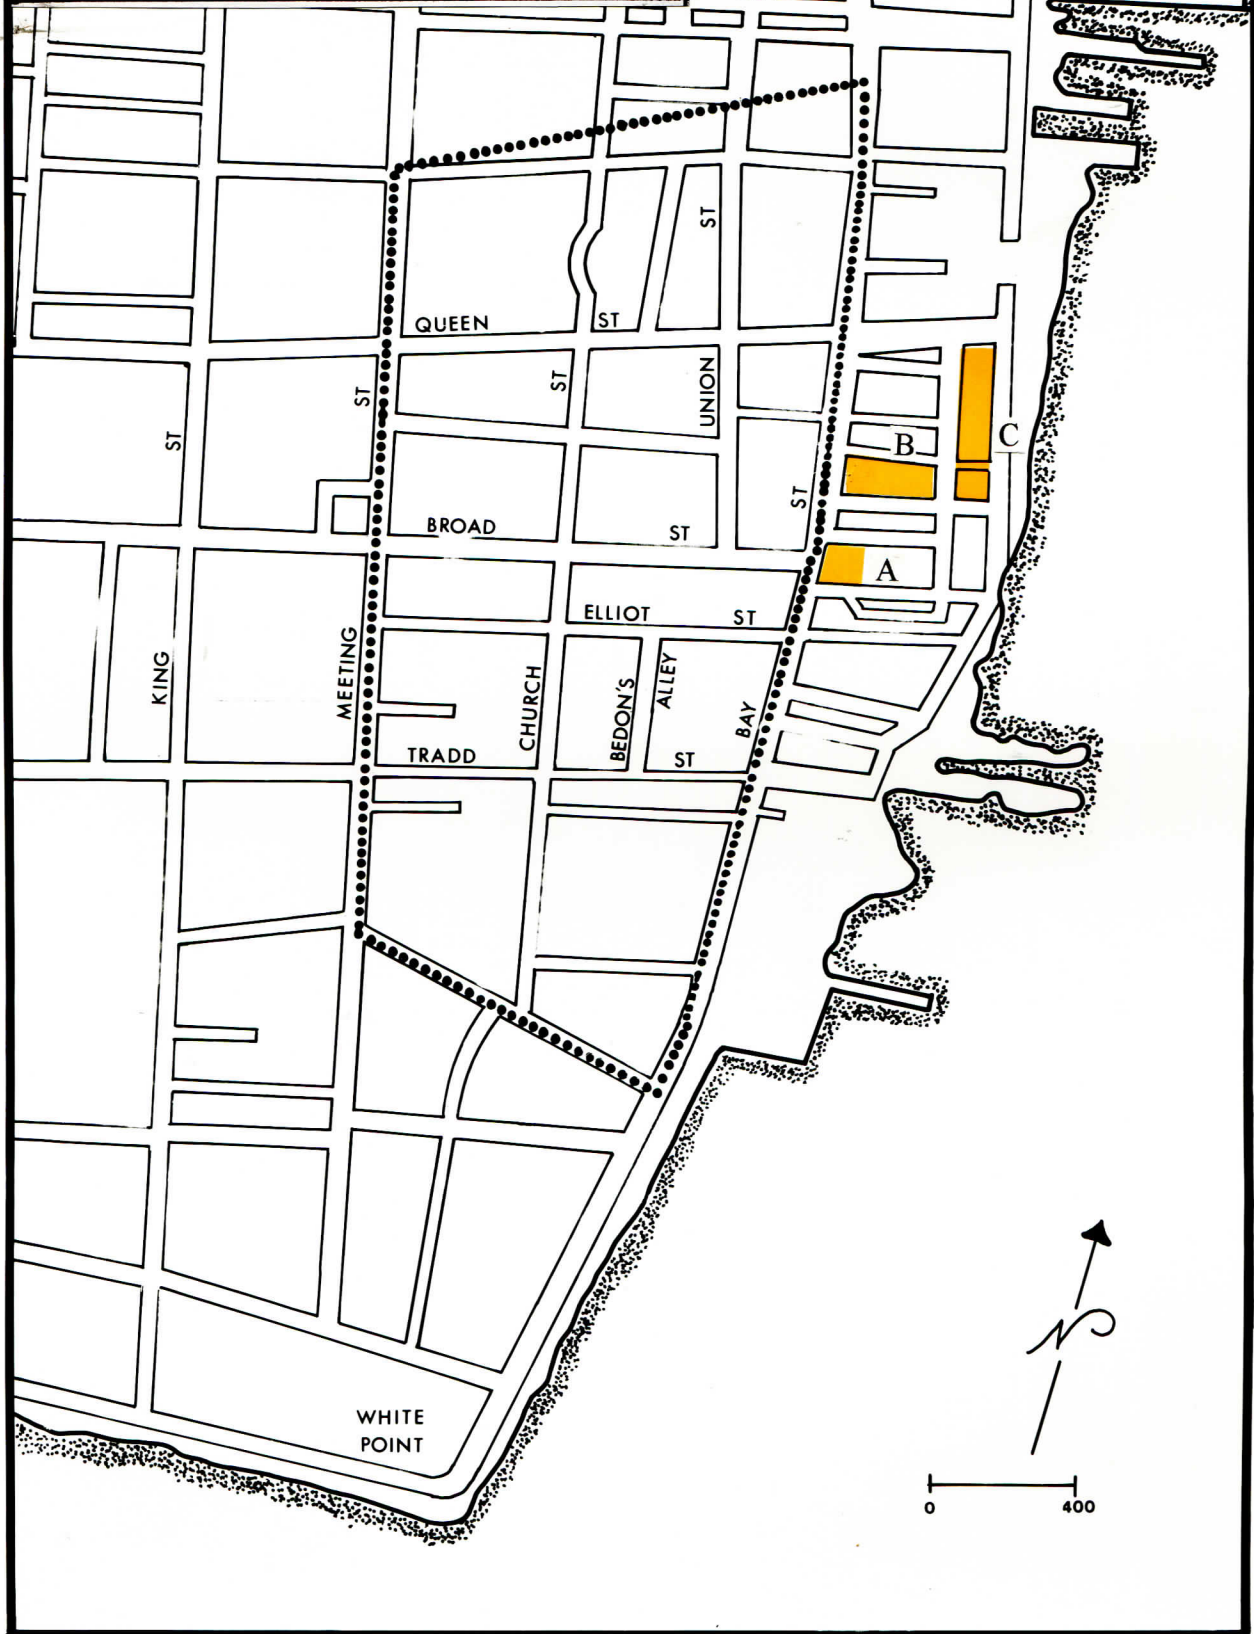 ST
QUEEN ST
ST
ST
UNION
ST
B
C
ST
BROAD ST
A
ELLIOT ST
KING
MEETING
CHURCH
BEDON'S
ALLEY
BAY
TRADD ST
WHITE
POINT
N
0 400